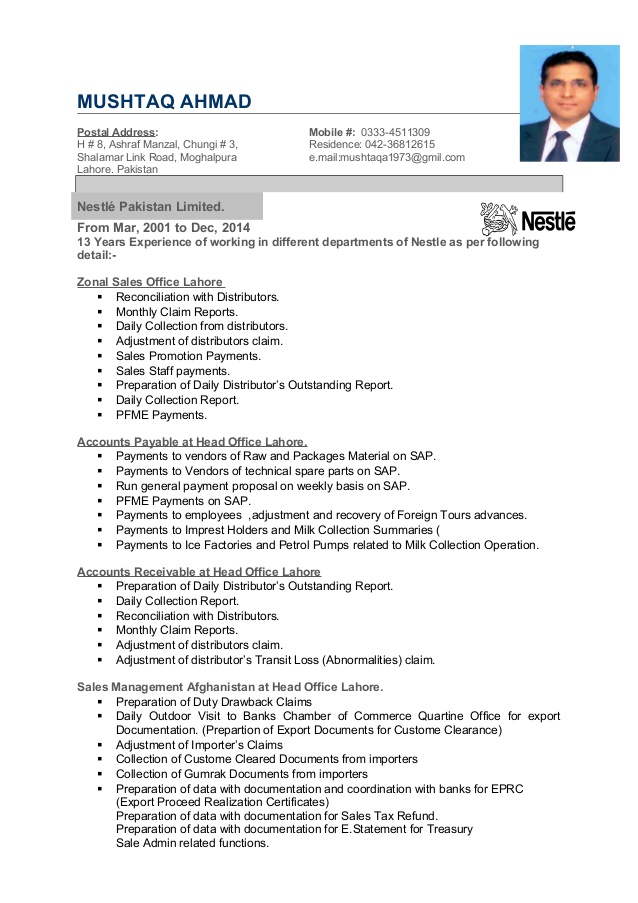 MUSHTAQ AHMAD
Postal Address:
H # 8, Ashraf Manzal, Chungi # 3,
Shalamar Link Road, Moghalpura
Lahore. Pakistan
Mobile #: 0333-4511309
Residence: 042-36812615
e.mail:mushtaqa1973@gmil.com
Nestlé Pakistan Limited.
Nestlé
From Mar, 2001 to Dec, 2014
13 Years Experience of working in different departments of Nestle as per following
detail:-
Zonal Sales Office Lahore
▪ Reconciliation with Distributors.
▪ Monthly Claim Reports.
▪ Daily Collection from distributors.
▪ Adjustment of distributors claim.
▪ Sales Promotion Payments.
▪ Sales Staff payments.
▪ Preparation of Daily Distributor’s Outstanding Report.
▪ Daily Collection Report.
▪ PFME Payments.
Accounts Payable at Head Office Lahore.
▪ Payments to vendors of Raw and Packages Material on SAP.
▪ Payments to Vendors of technical spare parts on SAP.
▪ Run general payment proposal on weekly basis on SAP.
▪ PFME Payments on SAP.
▪ Payments to employees ,adjustment and recovery of Foreign Tours advances.
▪ Payments to Imprest Holders and Milk Collection Summaries (
▪ Payments to Ice Factories and Petrol Pumps related to Milk Collection Operation.
Accounts Receivable at Head Office Lahore
▪ Preparation of Daily Distributor’s Outstanding Report.
▪ Daily Collection Report.
▪ Reconciliation with Distributors.
▪ Monthly Claim Reports.
▪ Adjustment of distributors claim.
▪ Adjustment of distributor’s Transit Loss (Abnormalities) claim.
Sales Management Afghanistan at Head Office Lahore.
▪ Preparation of Duty Drawback Claims
▪ Daily Outdoor Visit to Banks Chamber of Commerce Quartine Office for export
Documentation. (Prepartion of Export Documents for Custome Clearance)
▪ Adjustment of Importer’s Claims
▪ Collection of Custome Cleared Documents from importers
▪ Collection of Gumrak Documents from importers
▪ Preparation of data with documentation and coordination with banks for EPRC
(Export Proceed Realization Certificates)
Preparation of data with documentation for Sales Tax Refund.
Preparation of data with documentation for E.Statement for Treasury
Sale Admin related functions.